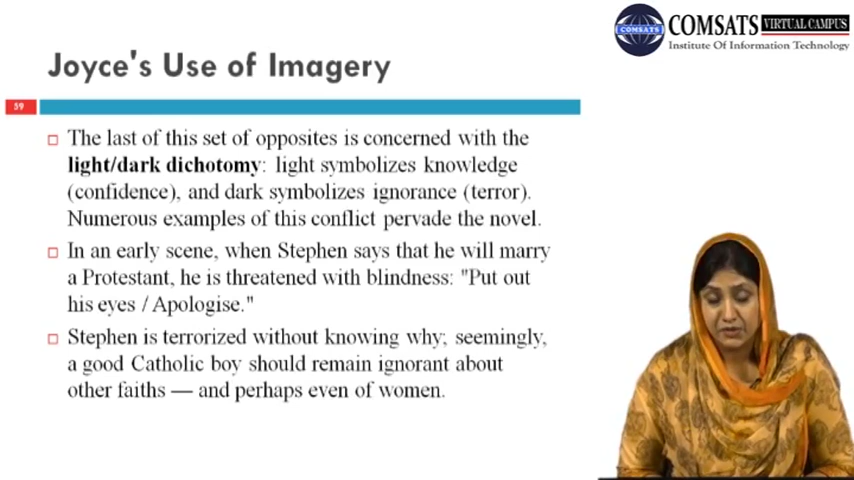 COMSATS VIRTUAL CAMPUS
Institute Of Information Technology
COMSATS
Joyce's Use of Imagery
59
The last of this set of opposites is concerned with the
light/dark dichotomy: light symbolizes knowledge
(confidence), and dark symbolizes ignorance (terror).
Numerous examples of this conflict pervade the novel.
In an early scene, when Stephen says that he will marry
a Protestant, he is threatened with blindness: "Put out
his eyes / Apologise."
Stephen is terrorized without knowing why; seemingly,
a good Catholic boy should remain ignorant about
other faiths — and perhaps even of women.